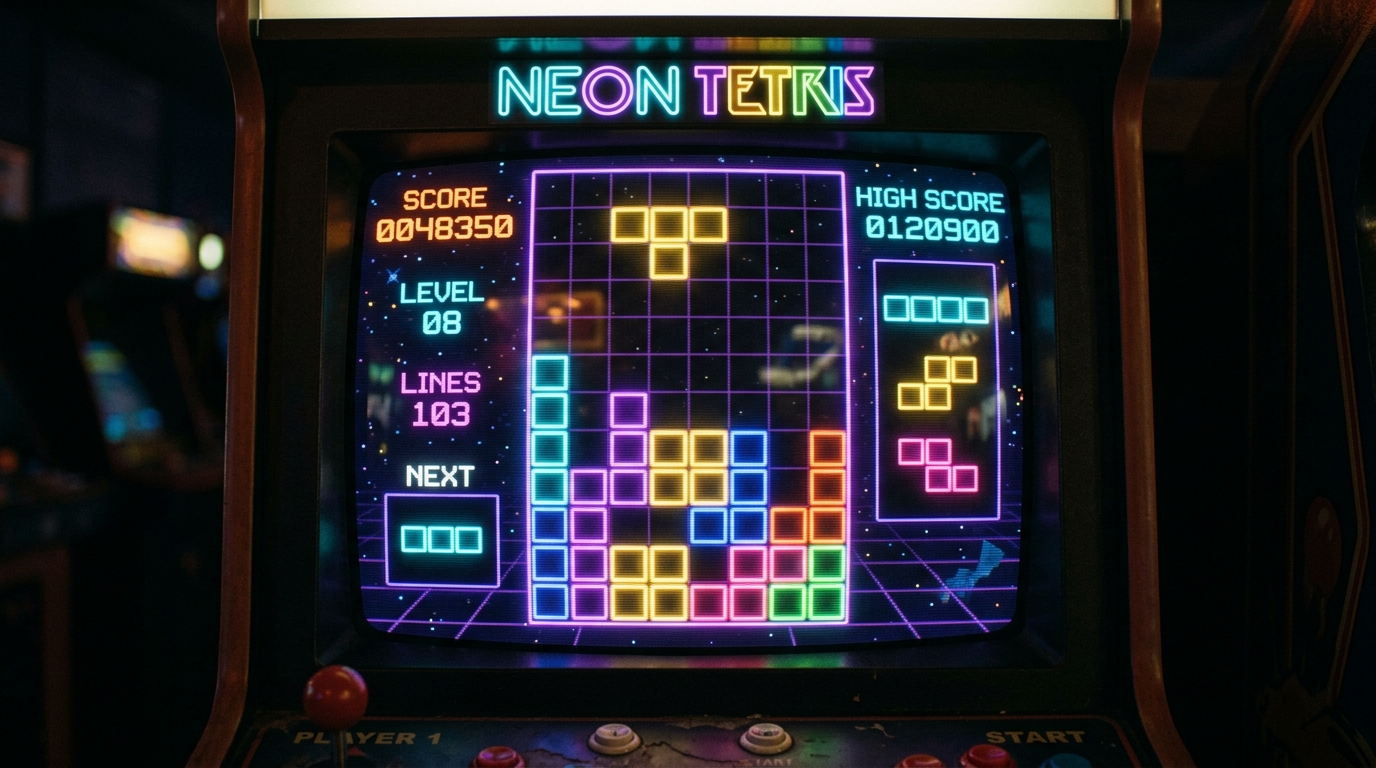 NEON TETRIS
SCORE
0048350
HIGH SCORE
0120900
LEVEL
08
LINES
103
NEXT
PLAYER 1
START